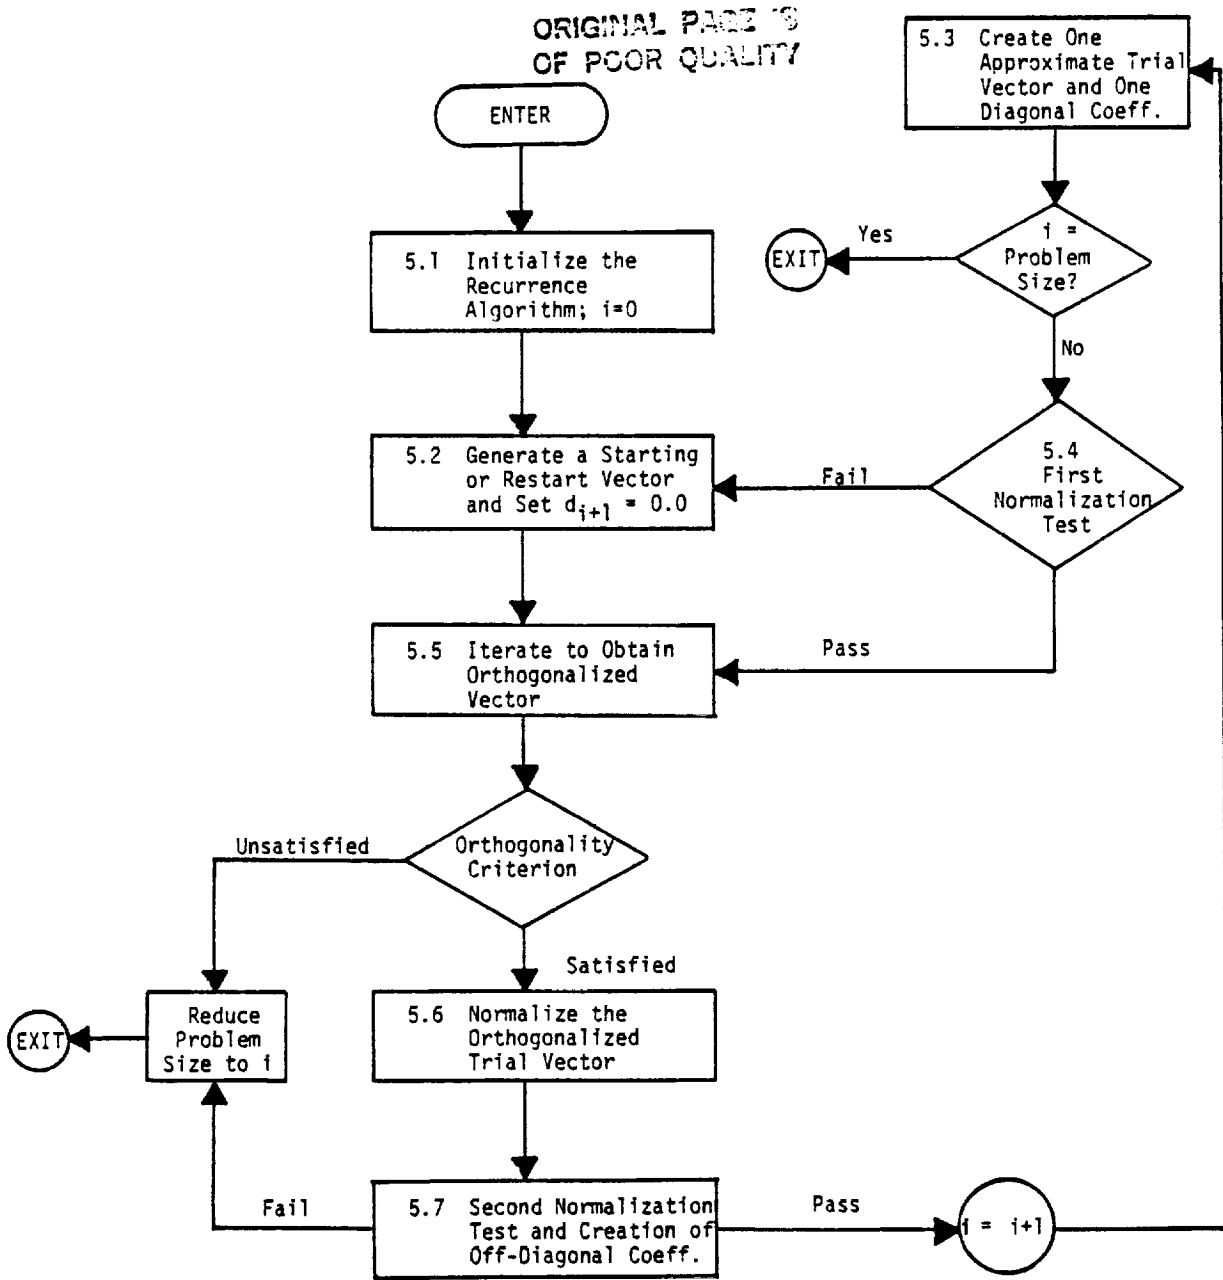 ORIGINAL PAGE IS
OF POOR QUALITY
ENTER
5.1 Initialize the
Recurrence
Algorithm; i=0
5.2 Generate a Starting
or Restart Vector
and Set d_{i+1} = 0.0
5.5 Iterate to Obtain
Orthogonalized
Vector
Orthogonality
Criterion
Unsatisfied
Satisfied
Reduce
Problem
Size to i
EXIT
5.6 Normalize the
Orthogonalized
Trial Vector
5.7 Second Normalization
Test and Creation of
Off-Diagonal Coeff.
Fail
Pass
i = i+1
5.3 Create One
Approximate Trial
Vector and One
Diagonal Coeff.
i =
Problem
Size?
Yes
EXIT
No
5.4
First
Normalization
Test
Fail
Pass